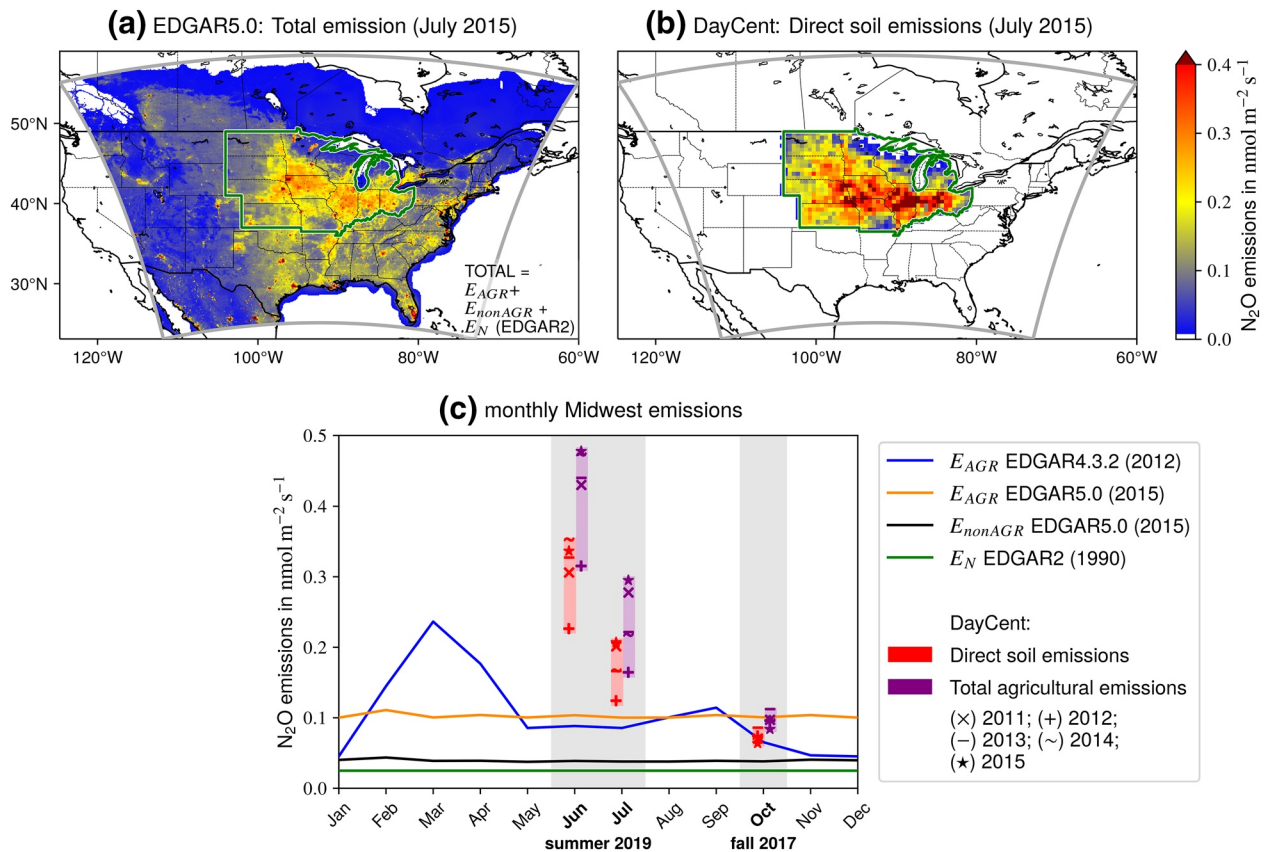 (a) EDGAR5.0: Total emission (July 2015)
(b) DayCent: Direct soil emissions (July 2015)
50°N
40°N
30°N
TOTAL =
E_AGR+
E_nonAGR +
E_N (EDGAR2)
120°W
100°W
80°W
60°W
120°W
100°W
80°W
60°W
0.4
0.3
0.2
0.1
0.0
N₂O emissions in nmol m⁻² s⁻¹
(c) monthly Midwest emissions
N₂O emissions in nmol m⁻² s⁻¹
0.5
0.4
0.3
0.2
0.1
0.0
Jan
Feb
Mar
Apr
May
Jun
Jul
Aug
Sep
Oct
Nov
Dec
summer 2019
fall 2017
E_AGR EDGAR4.3.2 (2012)
E_AGR EDGAR5.0 (2015)
E_nonAGR EDGAR5.0 (2015)
E_N EDGAR2 (1990)
DayCent:
Direct soil emissions
Total agricultural emissions
(×) 2011; (+) 2012;
(−) 2013; (~) 2014;
(★) 2015